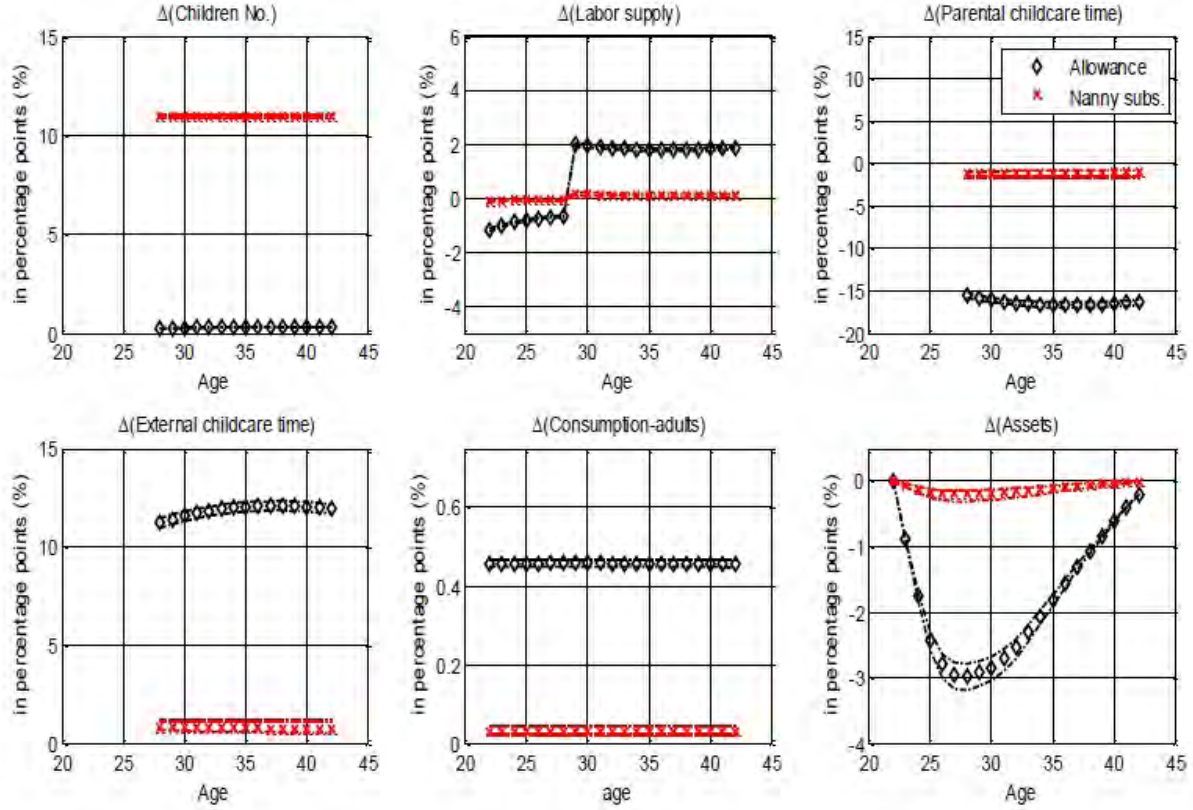 Δ(Children No.)
in percentage points (%)
15
10
5
0
20 25 30 35 40 45
Age
Δ(Labor supply)
in percentage points (%)
6
4
2
0
-2
-4
20 25 30 35 40 45
Age
Δ(Parental childcare time)
in percentage points (%)
15
10
5
0
-5
-10
-15
-20
20 25 30 35 40 45
Age
Allowance
Nanny subs.
Δ(External childcare time)
in percentage points (%)
15
10
5
0
20 25 30 35 40 45
Age
Δ(Consumption-adults)
in percentage points (%)
0.6
0.4
0.2
0
20 25 30 35 40 45
age
Δ(Assets)
in percentage points (%)
0
-1
-2
-3
-4
20 25 30 35 40 45
Age